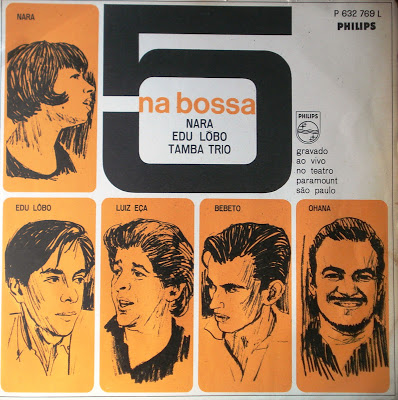 NARA
P 632 769 L
PHILIPS
5
na bossa
NARA
EDU LÔBO
TAMBA TRIO
PHILIPS
gravado
ao vivo
no teatro
paramount
são paulo
EDU LÔBO
LUIZ EÇA
BEBETO
OHANA